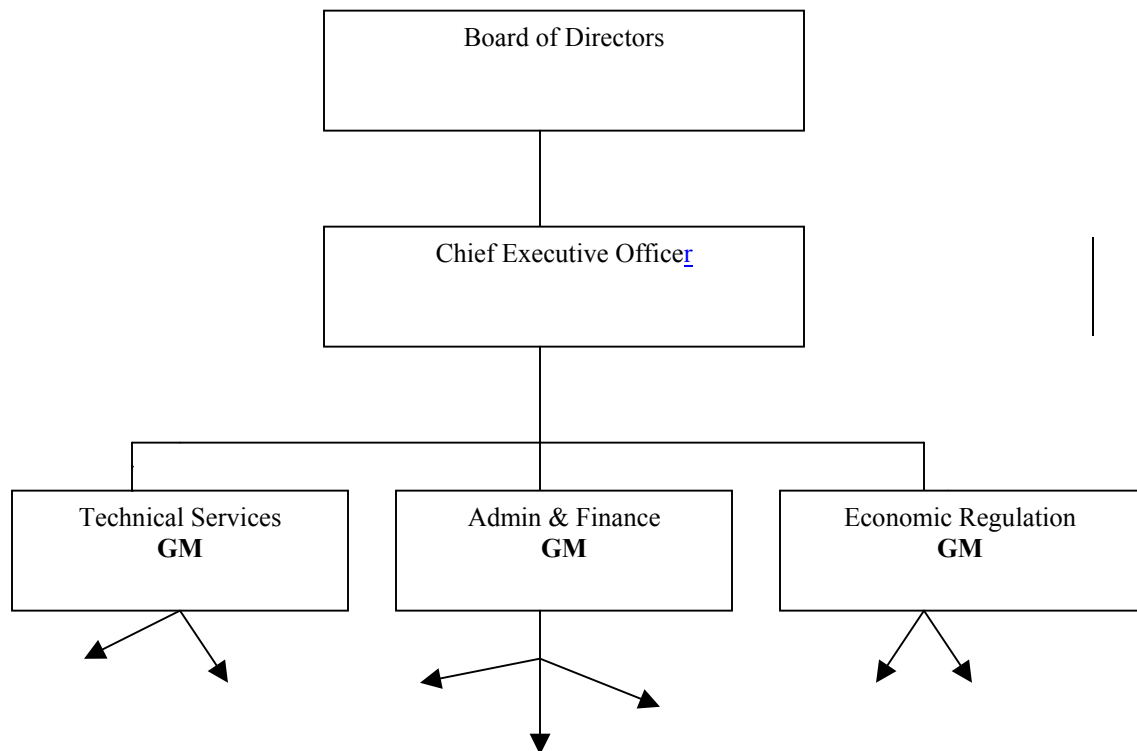 Board of Directors
Chief Executive Officer
Technical Services
GM
Admin & Finance
GM
Economic Regulation
GM